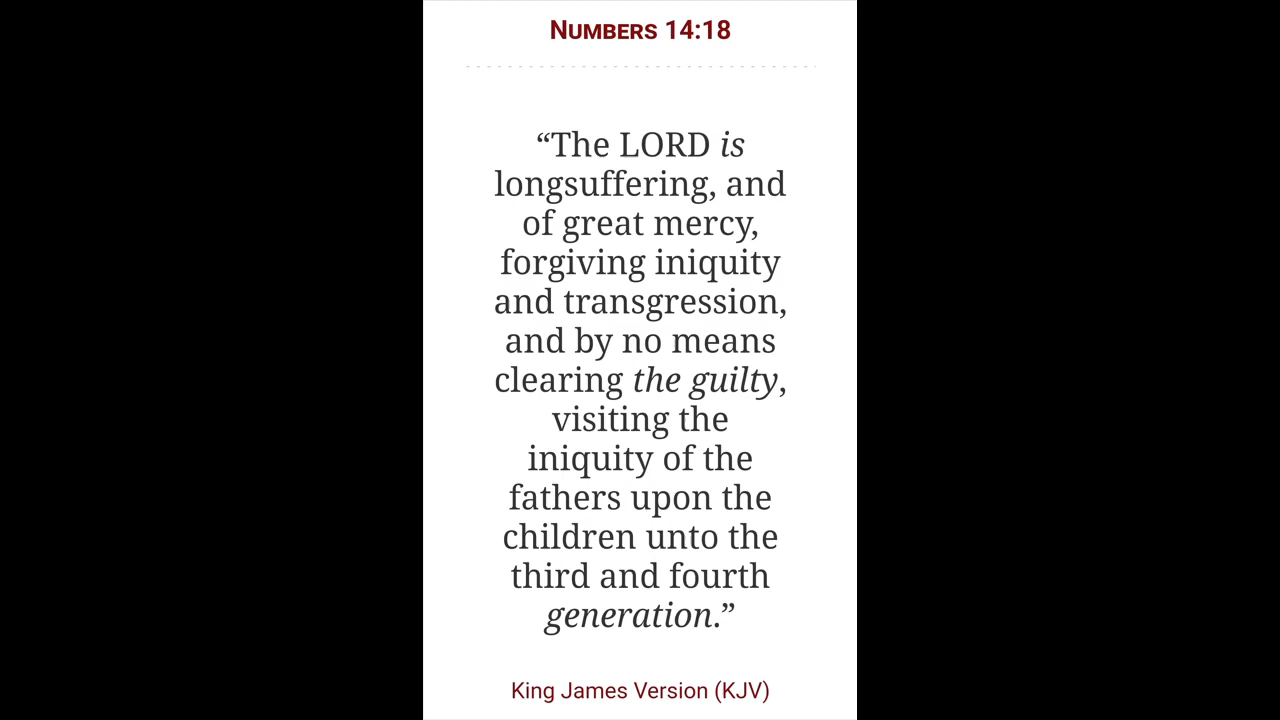 Numbers 14:18
“The LORD is
longsuffering, and
of great mercy,
forgiving iniquity
and transgression,
and by no means
clearing the guilty,
visiting the
iniquity of the
fathers upon the
children unto the
third and fourth
generation.”
King James Version (KJV)